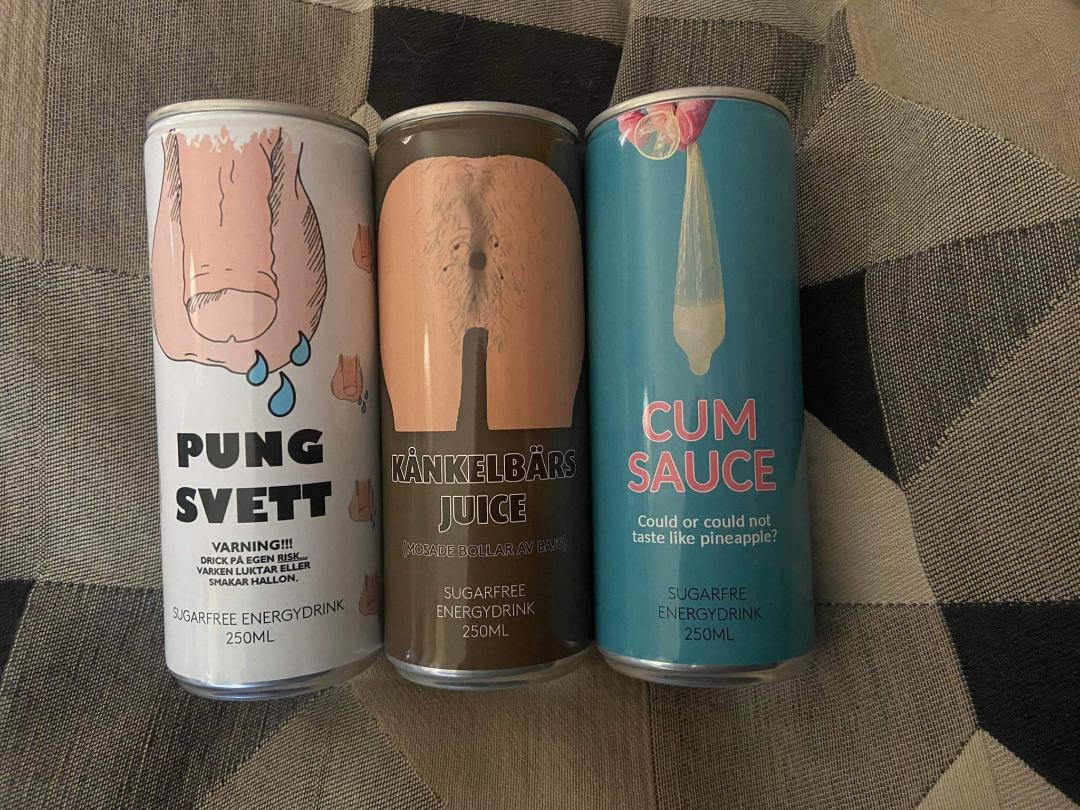 PUNG
SVETT
VARNING!!!
DRICK PÅ EGEN RISK...
VARKEN LUKTAR ELLER
SMAKAR HALLON.
SUGARFREE ENERGYDRINK
250ML
KÅNKELBÄRS
JUICE
(MOSADE BOLLAR AV BAJS)
SUGARFREE
ENERGYDRINK
250ML
CUM
SAUCE
Could or could not
taste like pineapple?
SUGARFRE
ENERGYDRINK
250ML